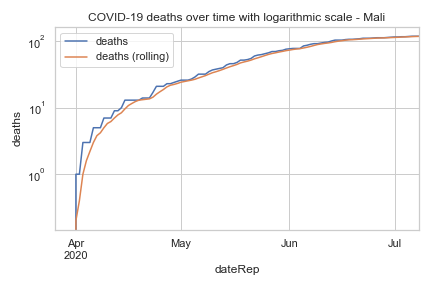 COVID-19 deaths over time with logarithmic scale - Mali
deaths
deaths (rolling)
10²
10¹
10⁰
deaths
Apr May Jun Jul
2020
dateRep